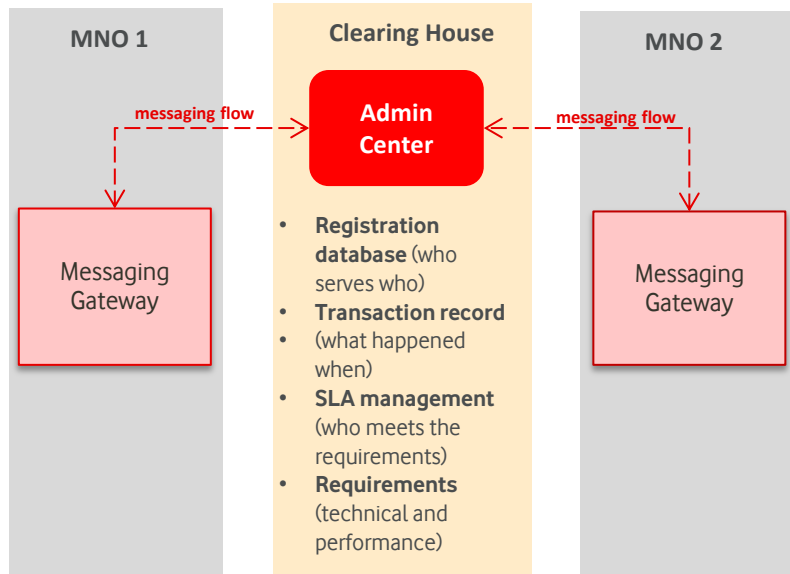 MNO 1
messaging flow
Messaging
Gateway
Clearing House
Admin
Center
• Registration
database (who
serves who)
• Transaction record
• (what happened
when)
• SLA management
(who meets the
requirements)
• Requirements
(technical and
performance)
MNO 2
messaging flow
Messaging
Gateway